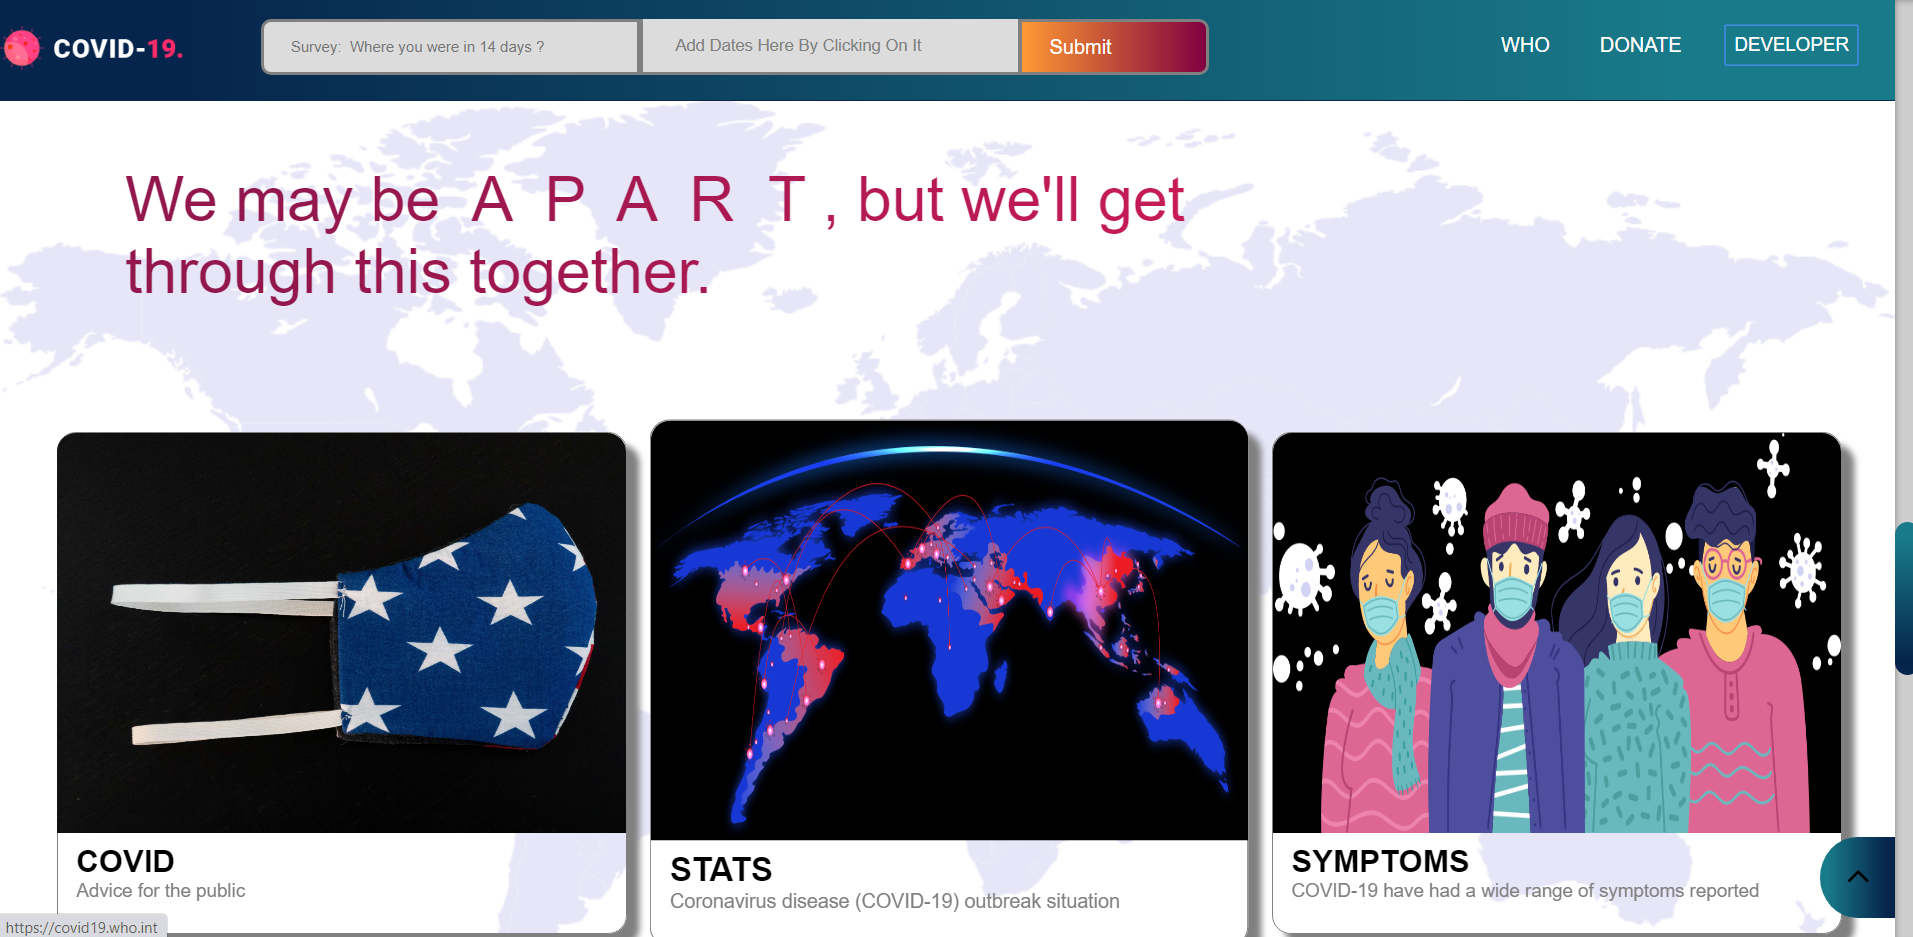 COVID-19.
Survey:  Where you were in 14 days ?
Add Dates Here By Clicking On It
Submit
WHO
DONATE
DEVELOPER
We may be A P A R T , but we'll get
through this together.
COVID
Advice for the public
STATS
Coronavirus disease (COVID-19) outbreak situation
SYMPTOMS
COVID-19 have had a wide range of symptoms reported
https://covid19.who.int